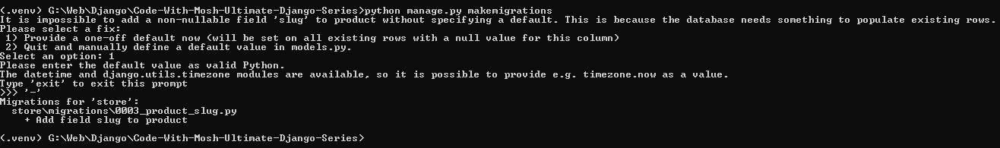 (.venv) G:\Web\Django\Code-With-Mosh-Ultimate-Django-Series>python manage.py makemigrations
It is impossible to add a non-nullable field 'slug' to product without specifying a default. This is because the database needs something to populate existing rows.
Please select a fix:
 1) Provide a one-off default now (will be set on all existing rows with a null value for this column)
 2) Quit and manually define a default value in models.py.
Select an option: 1
Please enter the default value as valid Python.
The datetime and django.utils.timezone modules are available, so it is possible to provide e.g. timezone.now as a value.
Type 'exit' to exit this prompt
>>> '-'
Migrations for 'store':
  store\migrations\0003_product_slug.py
    + Add field slug to product
(.venv) G:\Web\Django\Code-With-Mosh-Ultimate-Django-Series>